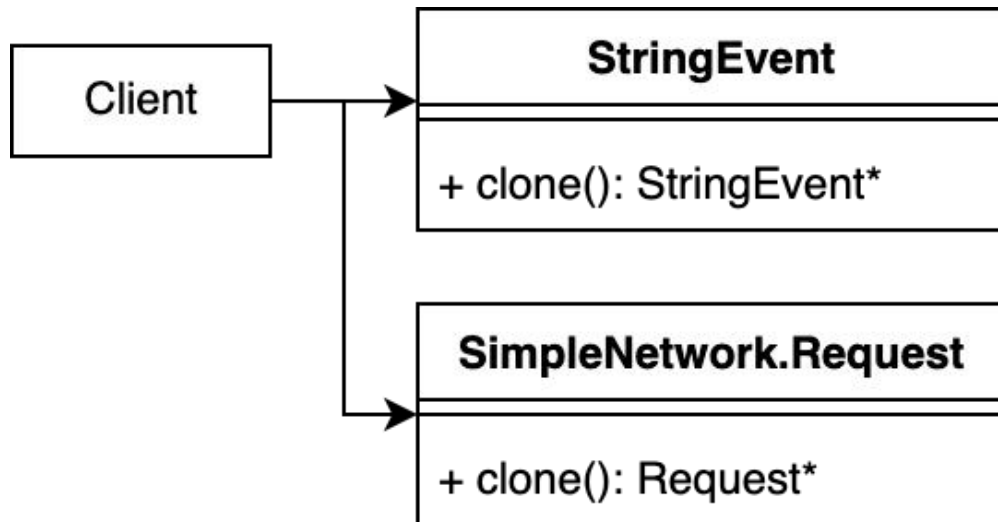 Client
StringEvent
+ clone(): StringEvent*
SimpleNetwork.Request
+ clone(): Request*